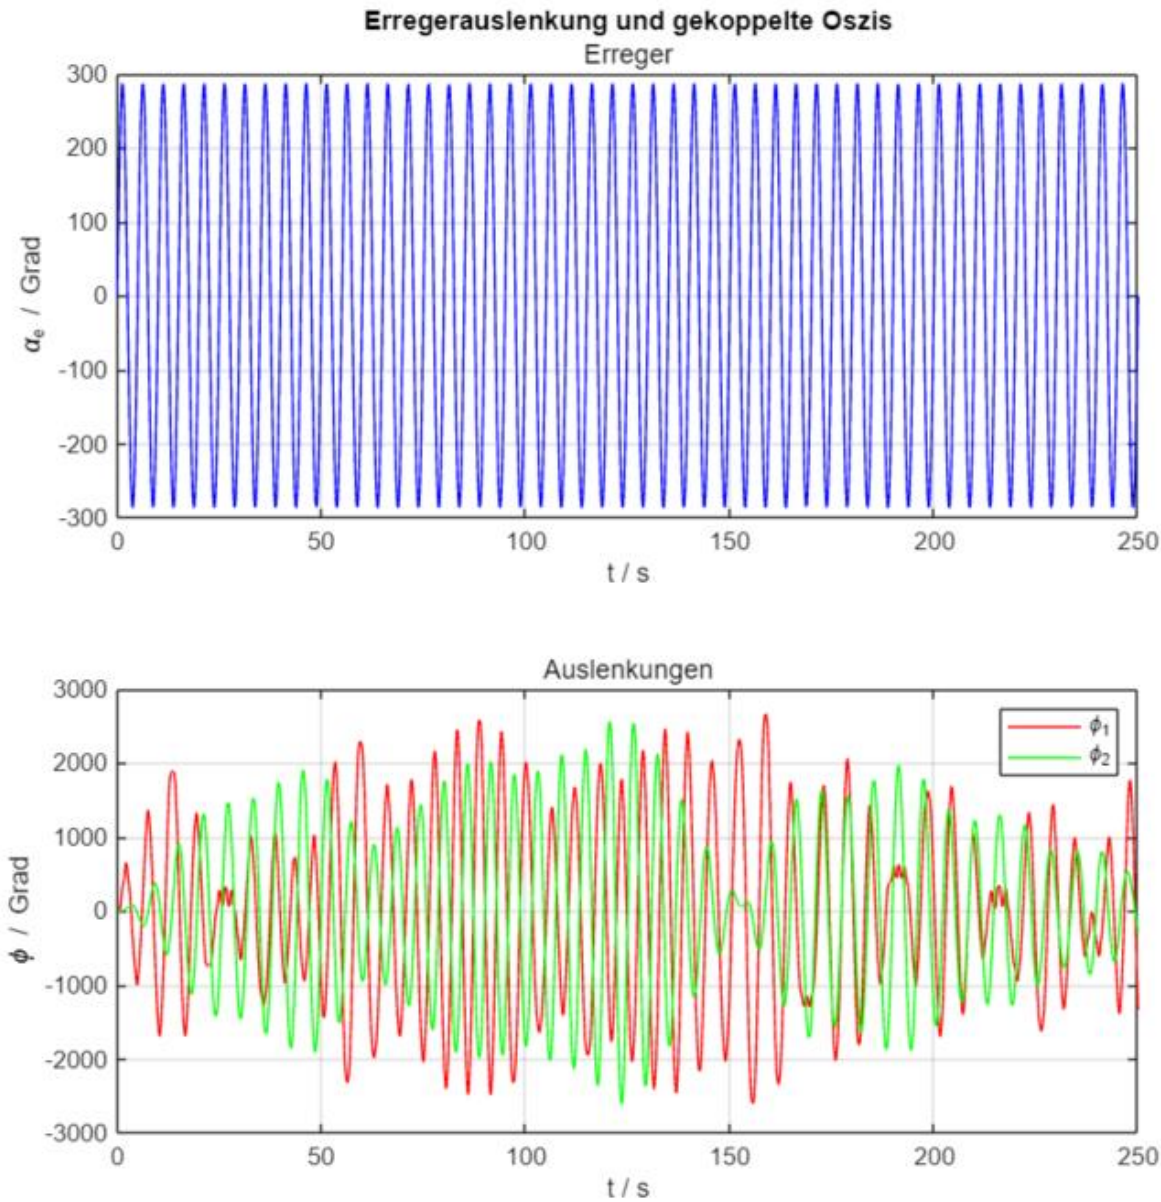 Erregerauslenkung und gekoppelte Oszis
Erreger
300
200
100
0
-100
-200
-300
αₑ / Grad
0 50 100 150 200 250
t / s
Auslenkungen
3000
2000
1000
0
-1000
-2000
-3000
ϕ / Grad
ϕ₁
ϕ₂
0 50 100 150 200 250
t / s